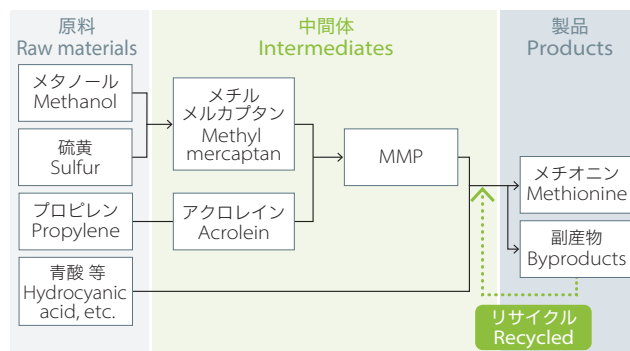 原料
Raw materials
中間体
Intermediates
製品
Products
メタノール
Methanol
硫黄
Sulfur
プロピレン
Propylene
青酸 等
Hydrocyanic
acid, etc.
メチル
メルカプタン
Methyl
mercaptan
アクロレイン
Acrolein
MMP
メチオニン
Methionine
副産物
Byproducts
リサイクル
Recycled